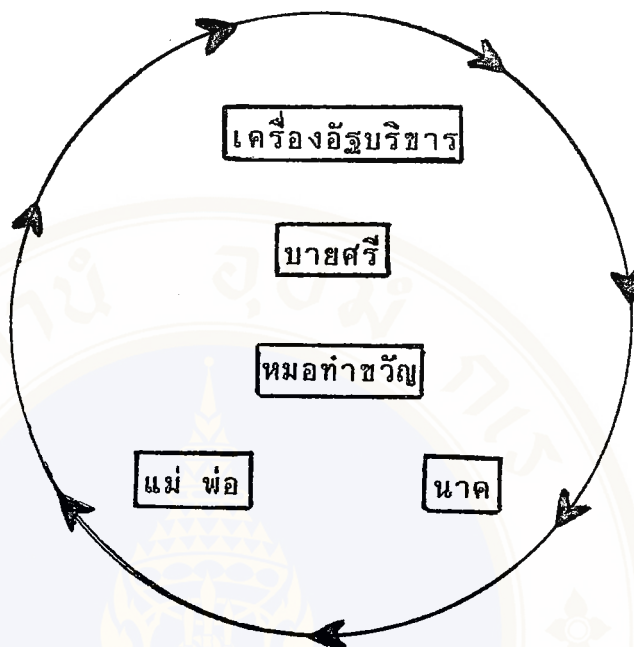 เครื่องอัฐบริขาร
บายศรี
หมอทำขวัญ
แม่ พ่อ
นาค